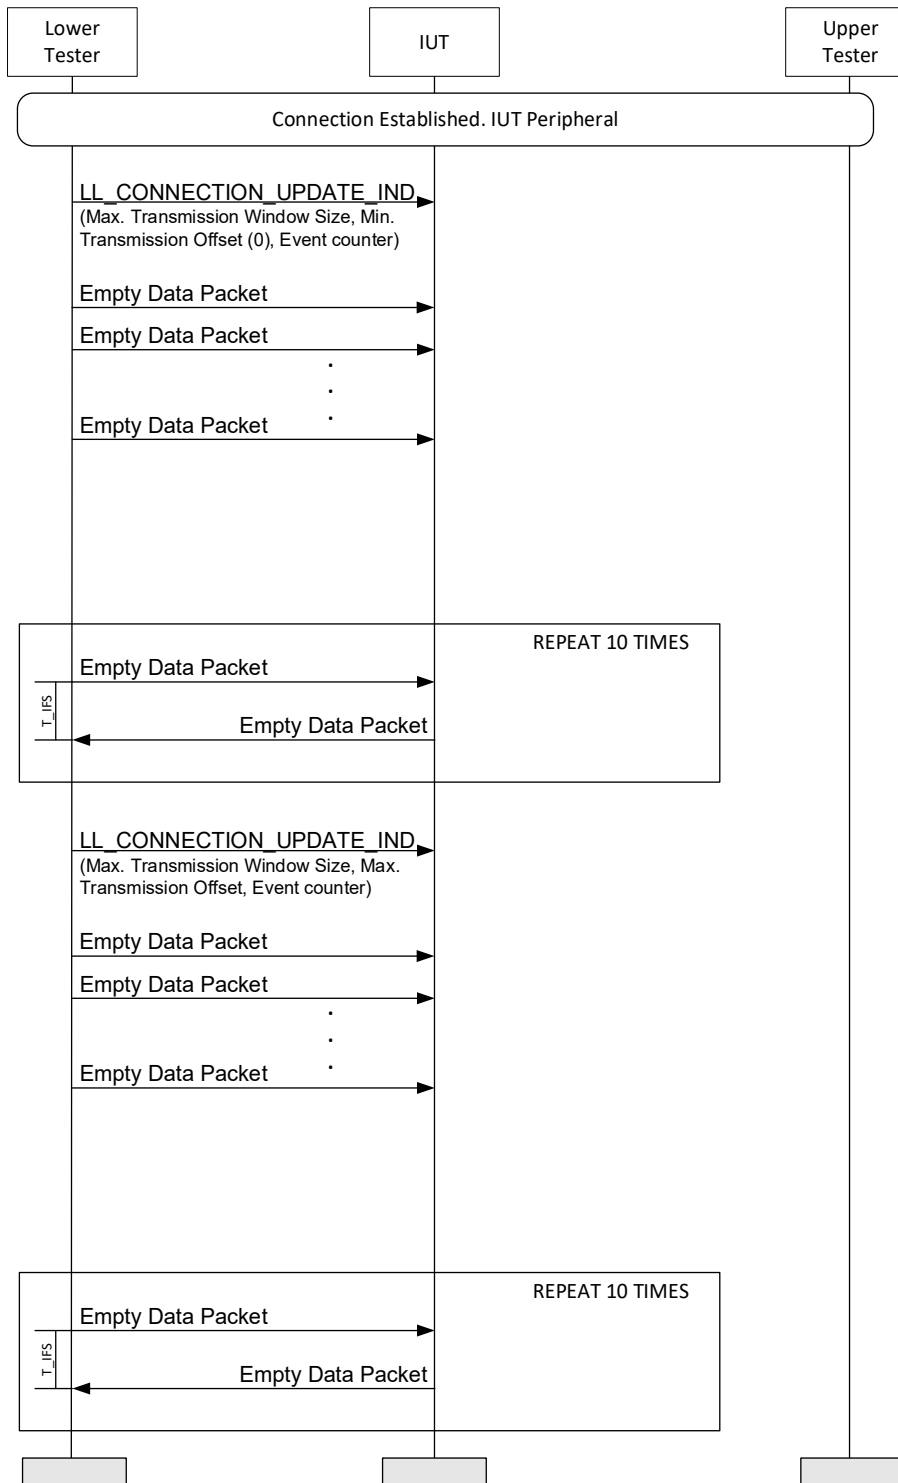 Lower
Tester
IUT
Upper
Tester
Connection Established. IUT Peripheral
LL_CONNECTION_UPDATE_IND
(Max. Transmission Window Size, Min.
Transmission Offset (0), Event counter)
Empty Data Packet
Empty Data Packet
.
.
.
Empty Data Packet
REPEAT 10 TIMES
Empty Data Packet
T_IFS
Empty Data Packet
LL_CONNECTION_UPDATE_IND
(Max. Transmission Window Size, Max.
Transmission Offset, Event counter)
Empty Data Packet
Empty Data Packet
.
.
.
Empty Data Packet
REPEAT 10 TIMES
Empty Data Packet
T_IFS
Empty Data Packet